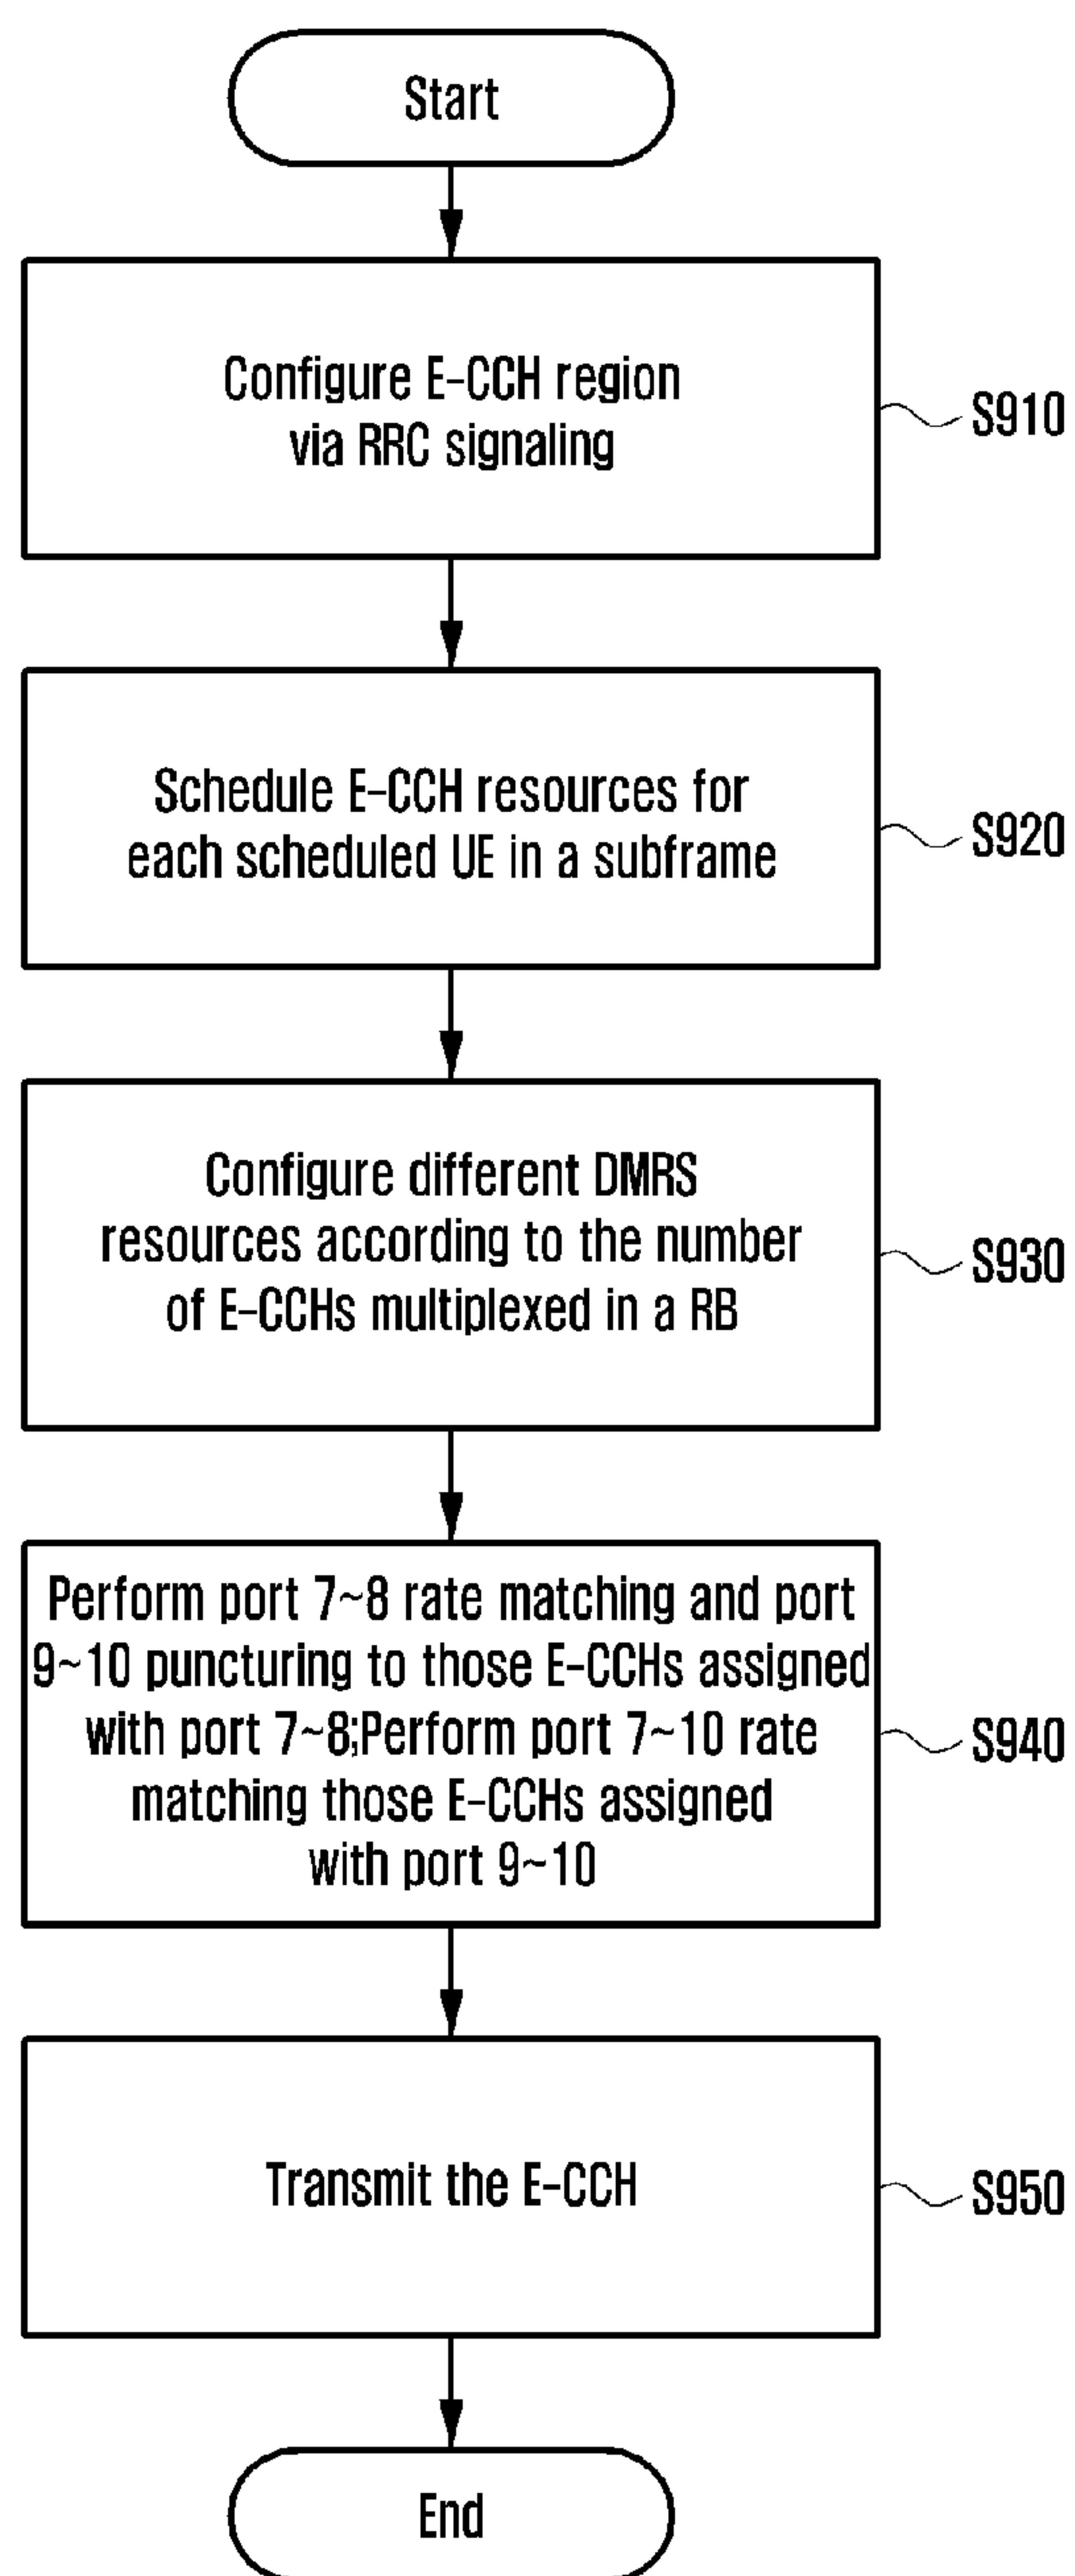 Start
Configure E-CCH region
via RRC signaling
S910
Schedule E-CCH resources for
each scheduled UE in a subframe
S920
Configure different DMRS
resources according to the number
of E-CCHs multiplexed in a RB
S930
Perform port 7~8 rate matching and port
9~10 puncturing to those E-CCHs assigned
with port 7~8;Perform port 7~10 rate
matching those E-CCHs assigned
with port 9~10
S940
Transmit the E-CCH
S950
End